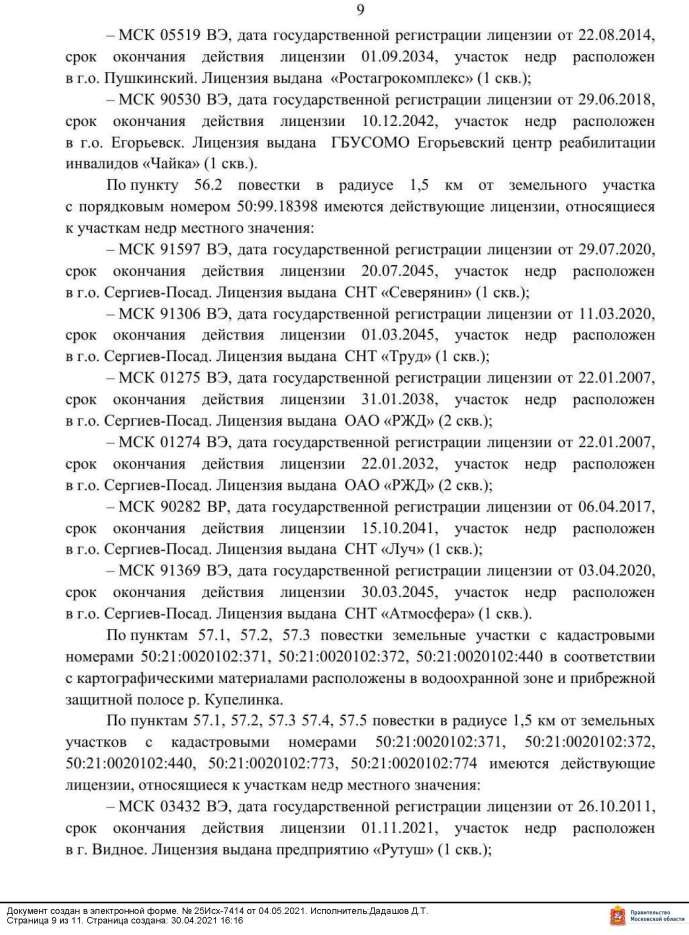 9
– МСК 05519 ВЭ, дата государственной регистрации лицензии от 22.08.2014,
срок окончания действия лицензии 01.09.2034, участок недр расположен
в г.о. Пушкинский. Лицензия выдана «Ростагрокомплекс» (1 скв.);
– МСК 90530 ВЭ, дата государственной регистрации лицензии от 29.06.2018,
срок окончания действия лицензии 10.12.2042, участок недр расположен
в г.о. Егорьевск. Лицензия выдана ГБУСОМО Егорьевский центр реабилитации
инвалидов «Чайка» (1 скв.).
По пункту 56.2 повестки в радиусе 1,5 км от земельного участка
с порядковым номером 50:99.18398 имеются действующие лицензии, относящиеся
к участкам недр местного значения:
– МСК 91597 ВЭ, дата государственной регистрации лицензии от 29.07.2020,
срок окончания действия лицензии 20.07.2045, участок недр расположен
в г.о. Сергиев-Посад. Лицензия выдана СНТ «Северянин» (1 скв.);
– МСК 91306 ВЭ, дата государственной регистрации лицензии от 11.03.2020,
срок окончания действия лицензии 01.03.2045, участок недр расположен
в г.о. Сергиев-Посад. Лицензия выдана СНТ «Труд» (1 скв.);
– МСК 01275 ВЭ, дата государственной регистрации лицензии от 22.01.2007,
срок окончания действия лицензии 31.01.2038, участок недр расположен
в г.о. Сергиев-Посад. Лицензия выдана ОАО «РЖД» (2 скв.);
– МСК 01274 ВЭ, дата государственной регистрации лицензии от 22.01.2007,
срок окончания действия лицензии 22.01.2032, участок недр расположен
в г.о. Сергиев-Посад. Лицензия выдана ОАО «РЖД» (2 скв.);
– МСК 90282 ВР, дата государственной регистрации лицензии от 06.04.2017,
срок окончания действия лицензии 15.10.2041, участок недр расположен
в г.о. Сергиев-Посад. Лицензия выдана СНТ «Луч» (1 скв.);
– МСК 91369 ВЭ, дата государственной регистрации лицензии от 03.04.2020,
срок окончания действия лицензии 30.03.2045, участок недр расположен
в г.о. Сергиев-Посад. Лицензия выдана СНТ «Атмосфера» (1 скв.).
По пунктам 57.1, 57.2, 57.3 повестки земельные участки с кадастровыми
номерами 50:21:0020102:371, 50:21:0020102:372, 50:21:0020102:440 в соответствии
с картографическими материалами расположены в водоохранной зоне и прибрежной
защитной полосе р. Купелинка.
По пунктам 57.1, 57.2, 57.3 57.4, 57.5 повестки в радиусе 1,5 км от земельных
участков с кадастровыми номерами 50:21:0020102:371, 50:21:0020102:372,
50:21:0020102:440, 50:21:0020102:773, 50:21:0020102:774 имеются действующие
лицензии, относящиеся к участкам недр местного значения:
– МСК 03432 ВЭ, дата государственной регистрации лицензии от 26.10.2011,
срок окончания действия лицензии 01.11.2021, участок недр расположен
в г. Видное. Лицензия выдана предприятию «Рутуш» (1 скв.);
Документ создан в электронной форме. № 25Исх-7414 от 04.05.2021. Исполнитель:Дадашов Д.Т.
Страница 9 из 11. Страница создана: 30.04.2021 16:16
Правительство
Московской области